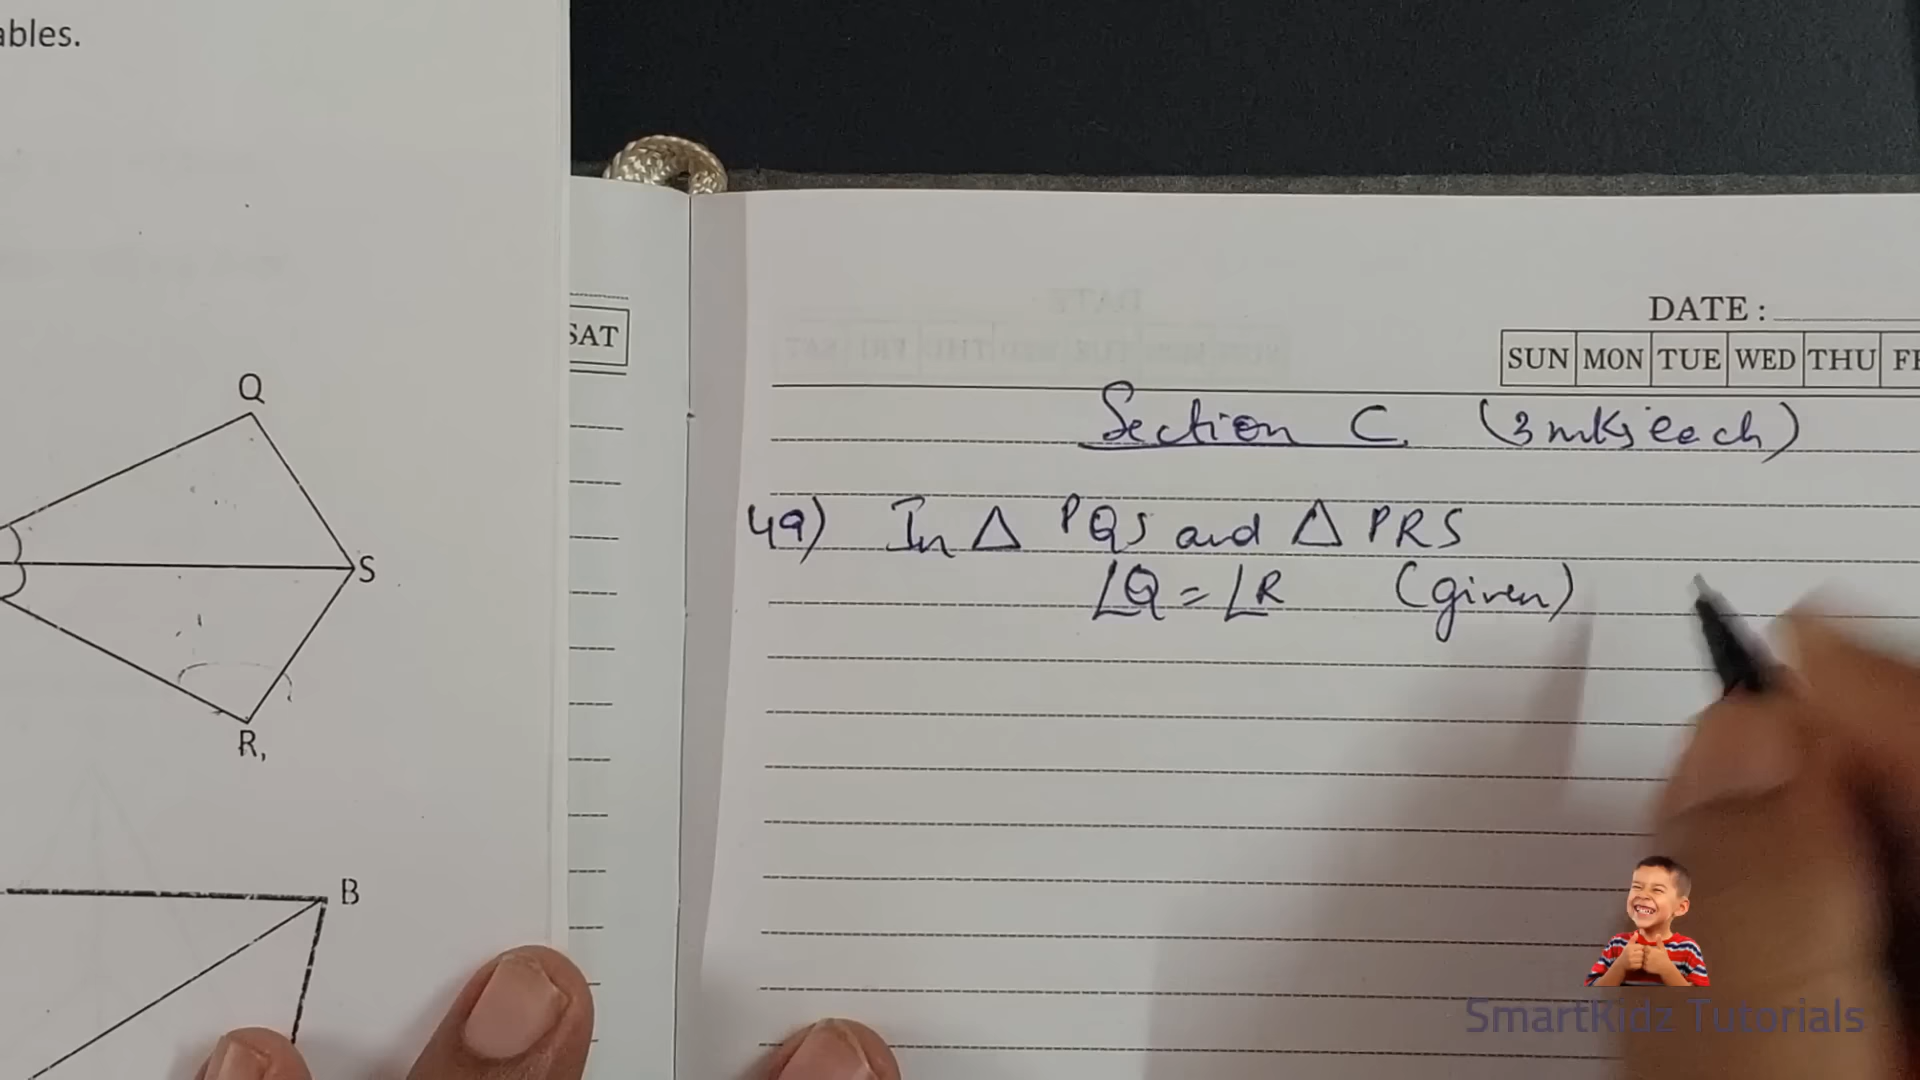 ables.
Q
S
R,
B
SAT
DATE :
SUN MON TUE WED THU
Section C. (3 mks each)
49) In △ PQS and △ PRS
∠Q = ∠R (given)
SmartKidz Tutorials